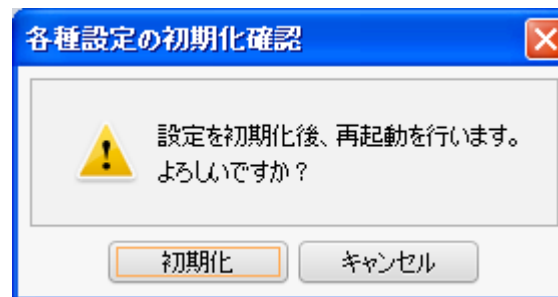 各種設定の初期化確認
設定を初期化後、再起動を行います。
よろしいですか？
初期化
キャンセル